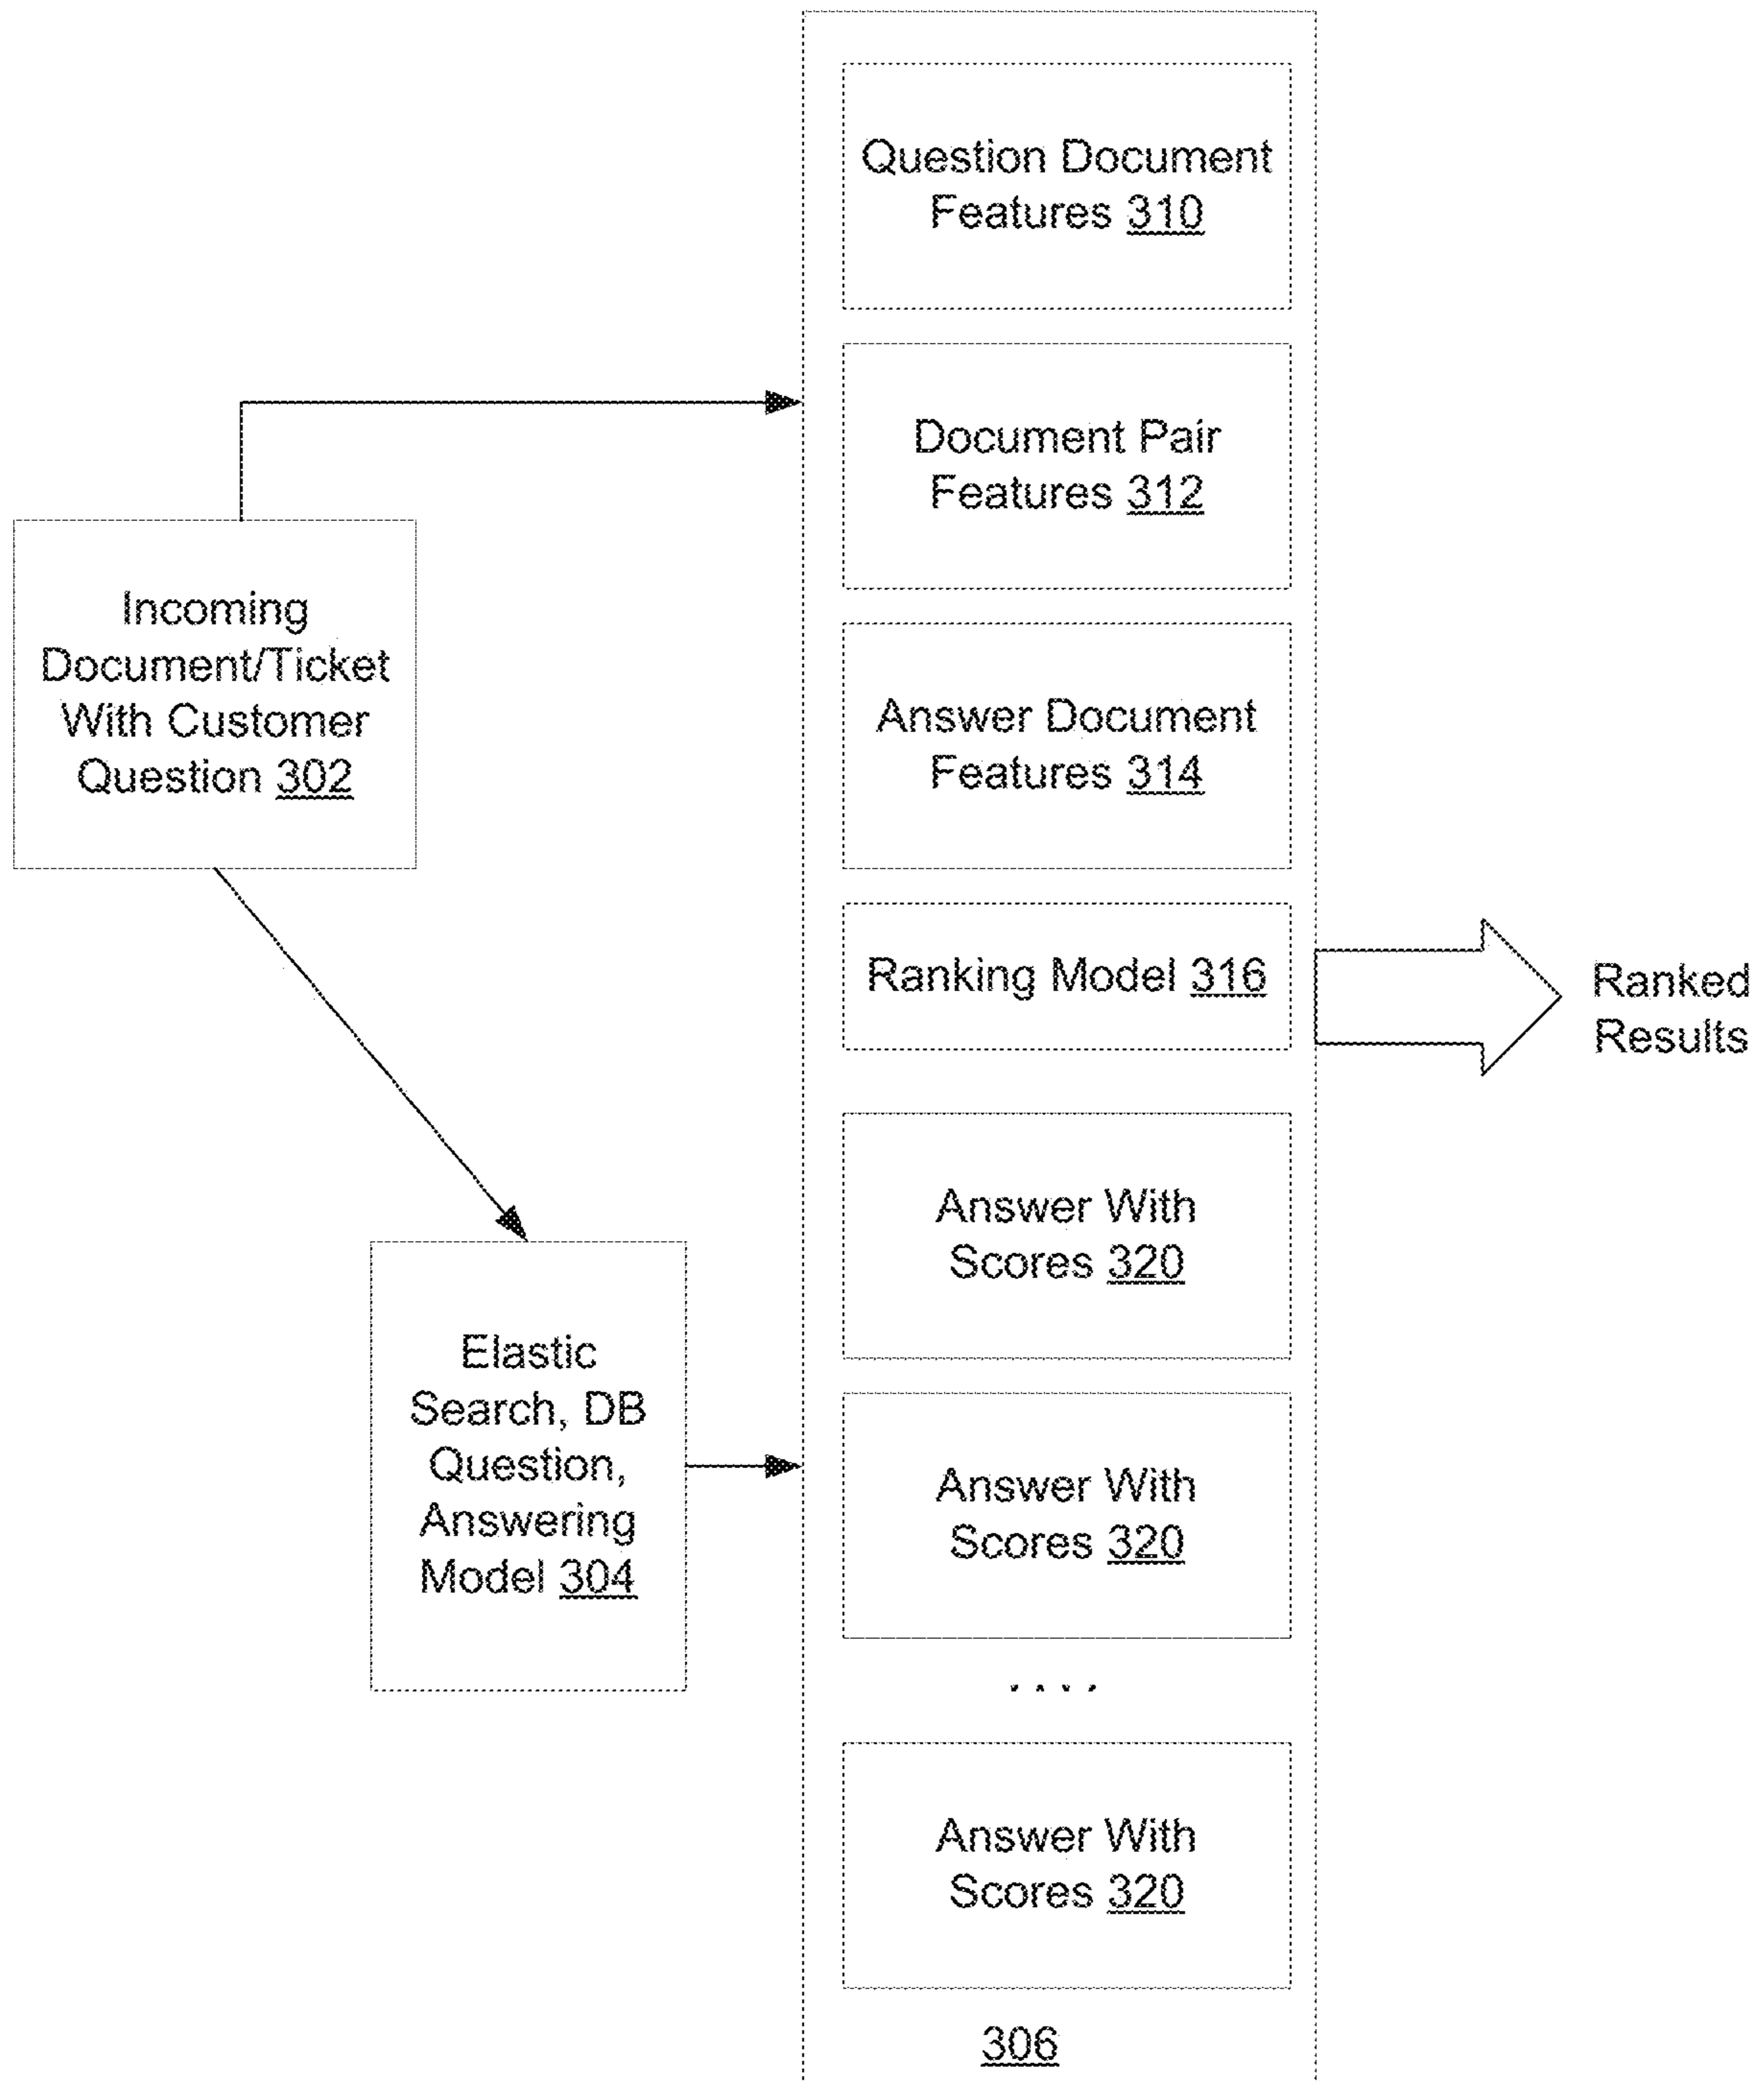 Question Document
Features 310
Document Pair
Features 312
Incoming
Document/Ticket
With Customer
Question 302
Answer Document
Features 314
Ranking Model 316
Ranked
Results
Answer With
Scores 320
Elastic
Search, DB
Question,
Answering
Model 304
Answer With
Scores 320
....
Answer With
Scores 320
306